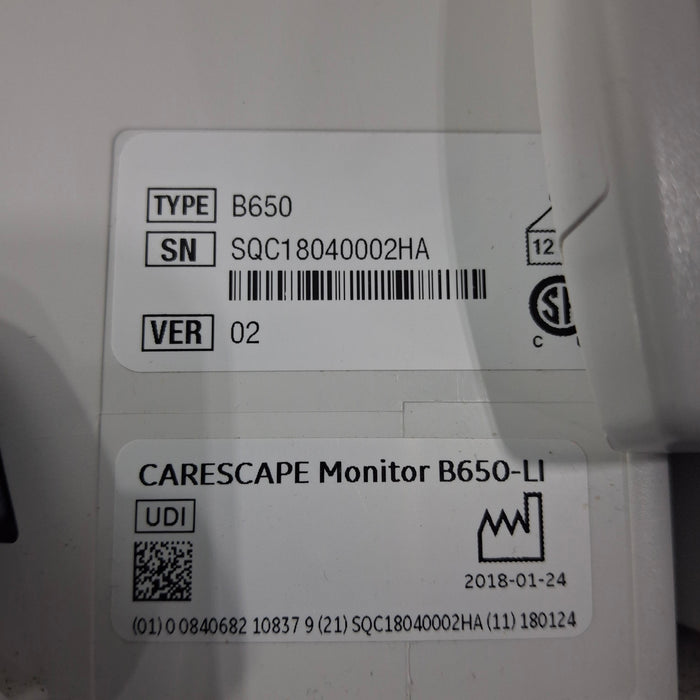 TYPE B650
SN SQC18040002HA
12
VER 02
C
CARESCAPE Monitor B650-LI
UDI
2018-01-24
(01) 0 0840682 10837 9 (21) SQC18040002HA (11) 180124